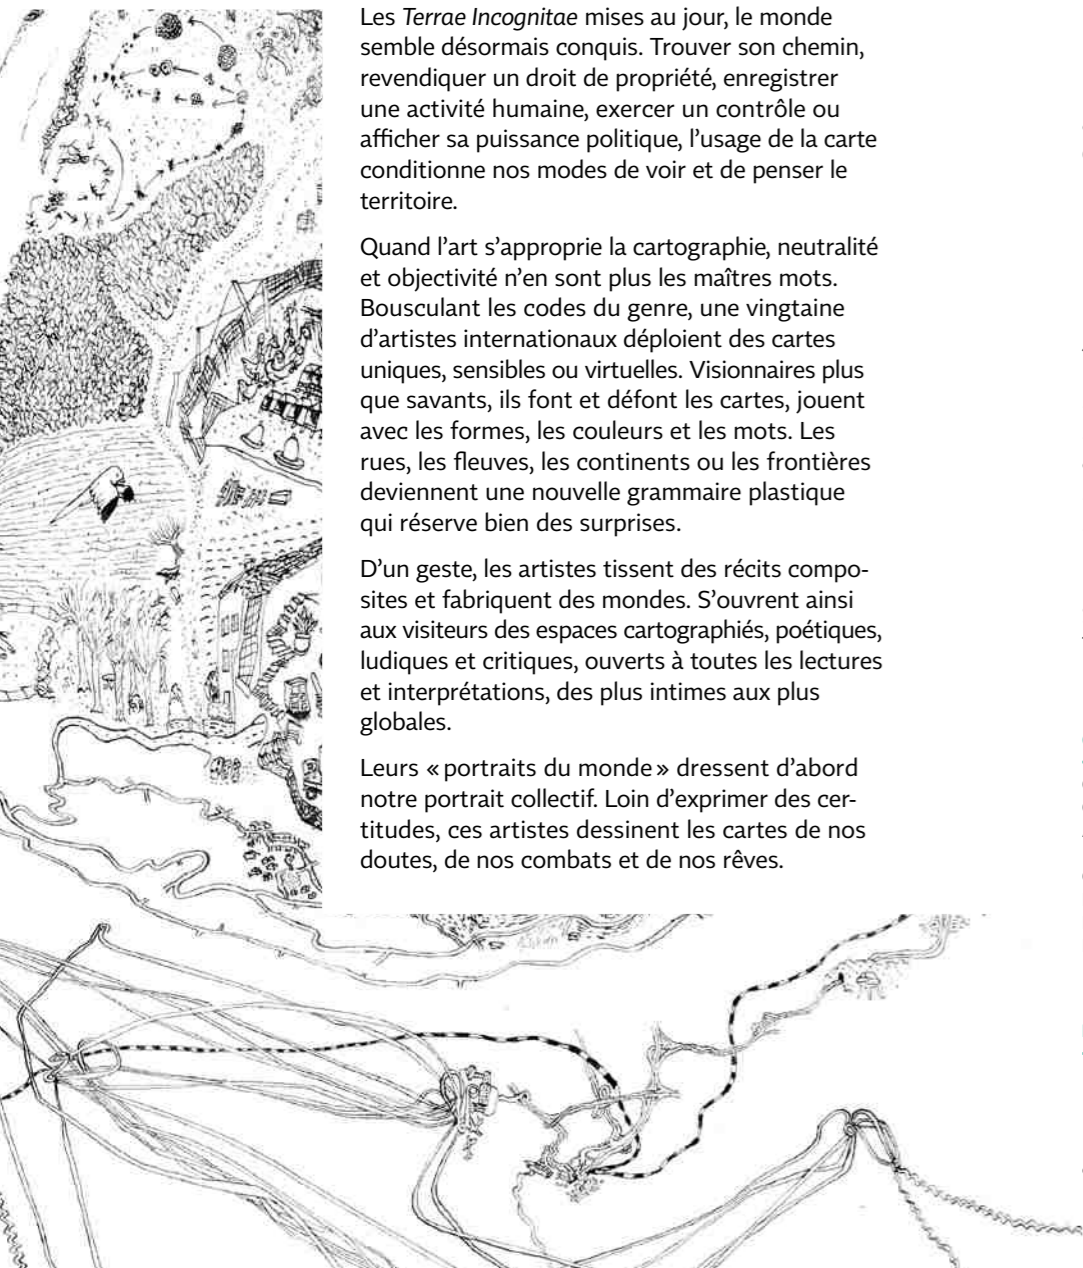 Les Terrae Incognitae mises au jour, le monde
semble désormais conquis. Trouver son chemin,
revendiquer un droit de propriété, enregistrer
une activité humaine, exercer un contrôle ou
afficher sa puissance politique, l’usage de la carte
conditionne nos modes de voir et de penser le
territoire.
Quand l’art s’approprie la cartographie, neutralité
et objectivité n’en sont plus les maîtres mots.
Bousculant les codes du genre, une vingtaine
d’artistes internationaux déploient des cartes
uniques, sensibles ou virtuelles. Visionnaires plus
que savants, ils font et défont les cartes, jouent
avec les formes, les couleurs et les mots. Les
rues, les fleuves, les continents ou les frontières
deviennent une nouvelle grammaire plastique
qui réserve bien des surprises.
D’un geste, les artistes tissent des récits compo-
sites et fabriquent des mondes. S’ouvrent ainsi
aux visiteurs des espaces cartographiés, poétiques,
ludiques et critiques, ouverts à toutes les lectures
et interprétations, des plus intimes aux plus
globales.
Leurs « portraits du monde » dressent d’abord
notre portrait collectif. Loin d’exprimer des cer-
titudes, ces artistes dessinent les cartes de nos
doutes, de nos combats et de nos rêves.